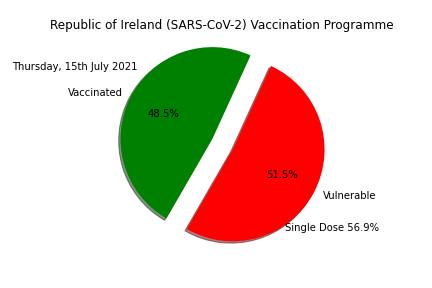 Republic of Ireland (SARS-CoV-2) Vaccination Programme
Thursday, 15th July 2021
Vaccinated
48.5%
51.5%
Vulnerable
Single Dose 56.9%